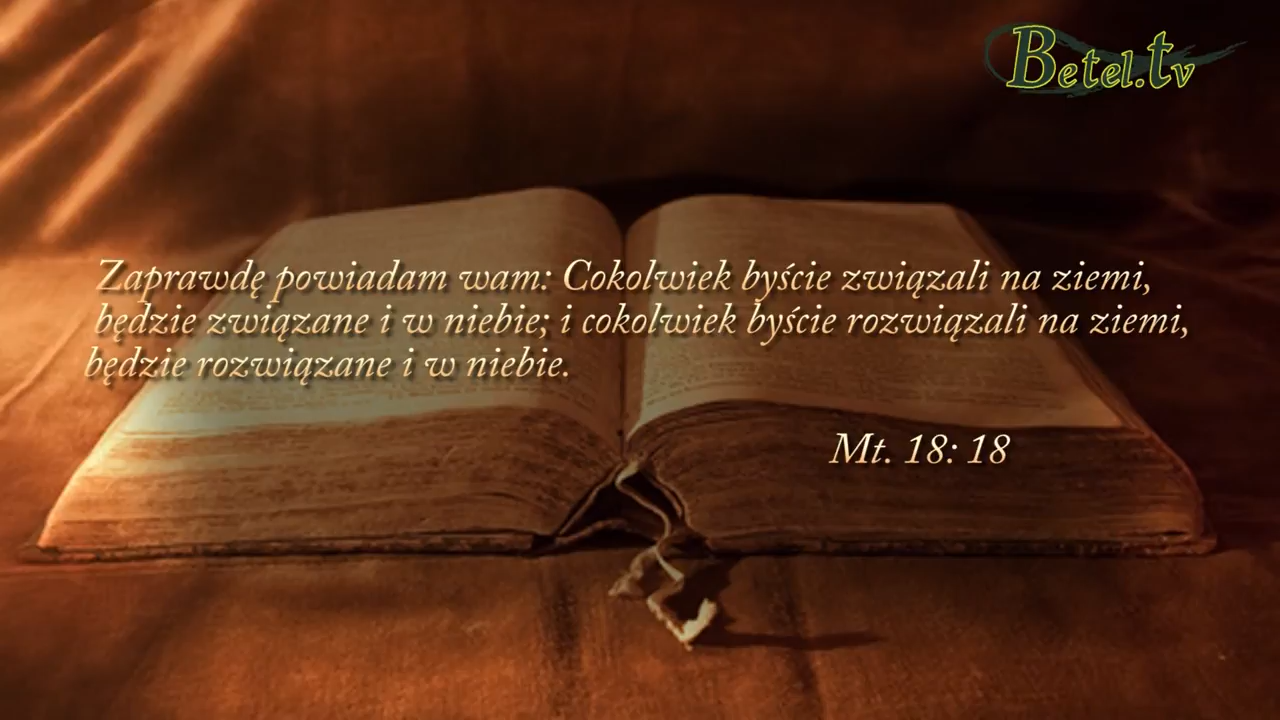 Betel.tv
Zaprawdę powiadam wam: Cokolwiek byście związali na ziemi,
będzie związane i w niebie; i cokolwiek byście rozwiązali na ziemi,
będzie rozwiązane i w niebie.
Mt. 18: 18